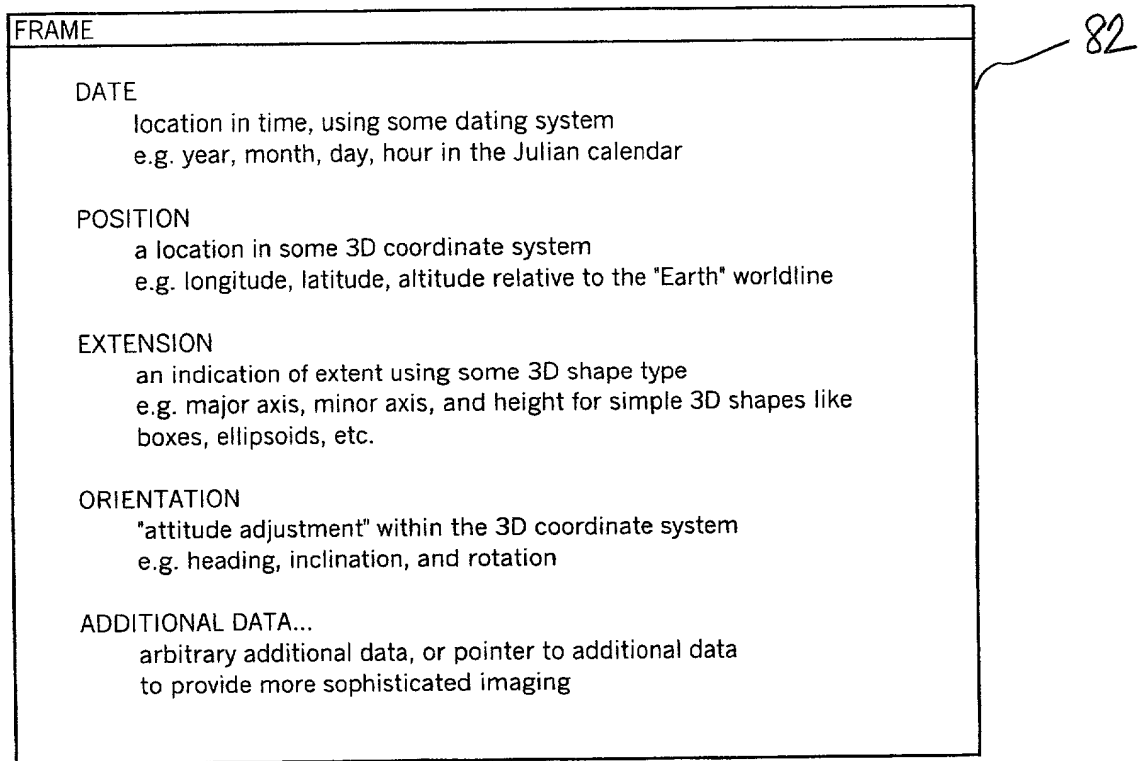 FRAME
82
DATE
location in time, using some dating system
e.g. year, month, day, hour in the Julian calendar
POSITION
a location in some 3D coordinate system
e.g. longitude, latitude, altitude relative to the "Earth" worldline
EXTENSION
an indication of extent using some 3D shape type
e.g. major axis, minor axis, and height for simple 3D shapes like
boxes, ellipsoids, etc.
ORIENTATION
"attitude adjustment" within the 3D coordinate system
e.g. heading, inclination, and rotation
ADDITIONAL DATA...
arbitrary additional data, or pointer to additional data
to provide more sophisticated imaging